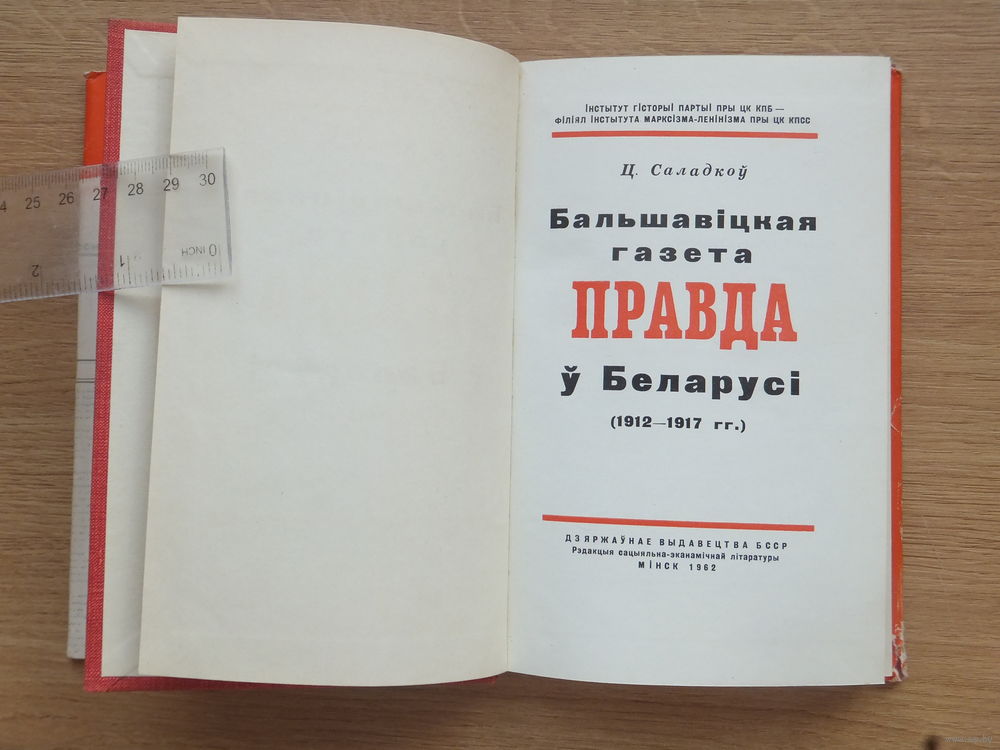 4 25 26 27 28 29 30
2 1 0 INCH
ІНСТЫТУТ ГІСТОРЫІ ПАРТЫІ ПРЫ ЦК КПБ —
ФІЛІЯЛ ІНСТЫТУТА МАРКСІЗМА-ЛЕНІНІЗМА ПРЫ ЦК КПСС
Ц. Саладкоў
Бальшавіцкая
газета
ПРАВДА
ў Беларусі
(1912—1917 гг.)
ДЗЯРЖАЎНАЕ ВЫДАВЕЦТВА БССР
Рэдакцыя сацыяльна-эканамічнай літаратуры
МІНСК 1962